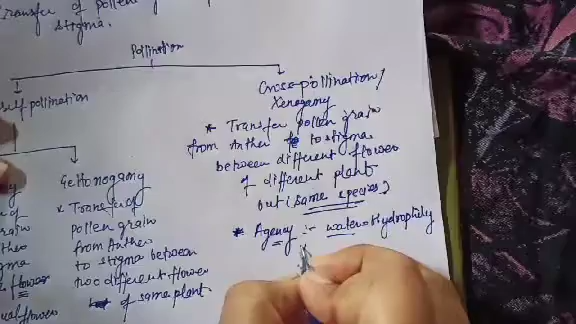 Transfer of pollen
stigma.
Pollination
self pollination
Cross-pollination/
Xenogamy
* Transfer pollen grain
from Anther to stigma
between different flower
of different plant
but (same species)
* Agency :- water → Hydrophily
Geitonogamy
* Transfer of
pollen grain
from Anther
to stigma between
two different flower
of same plant
of
flower